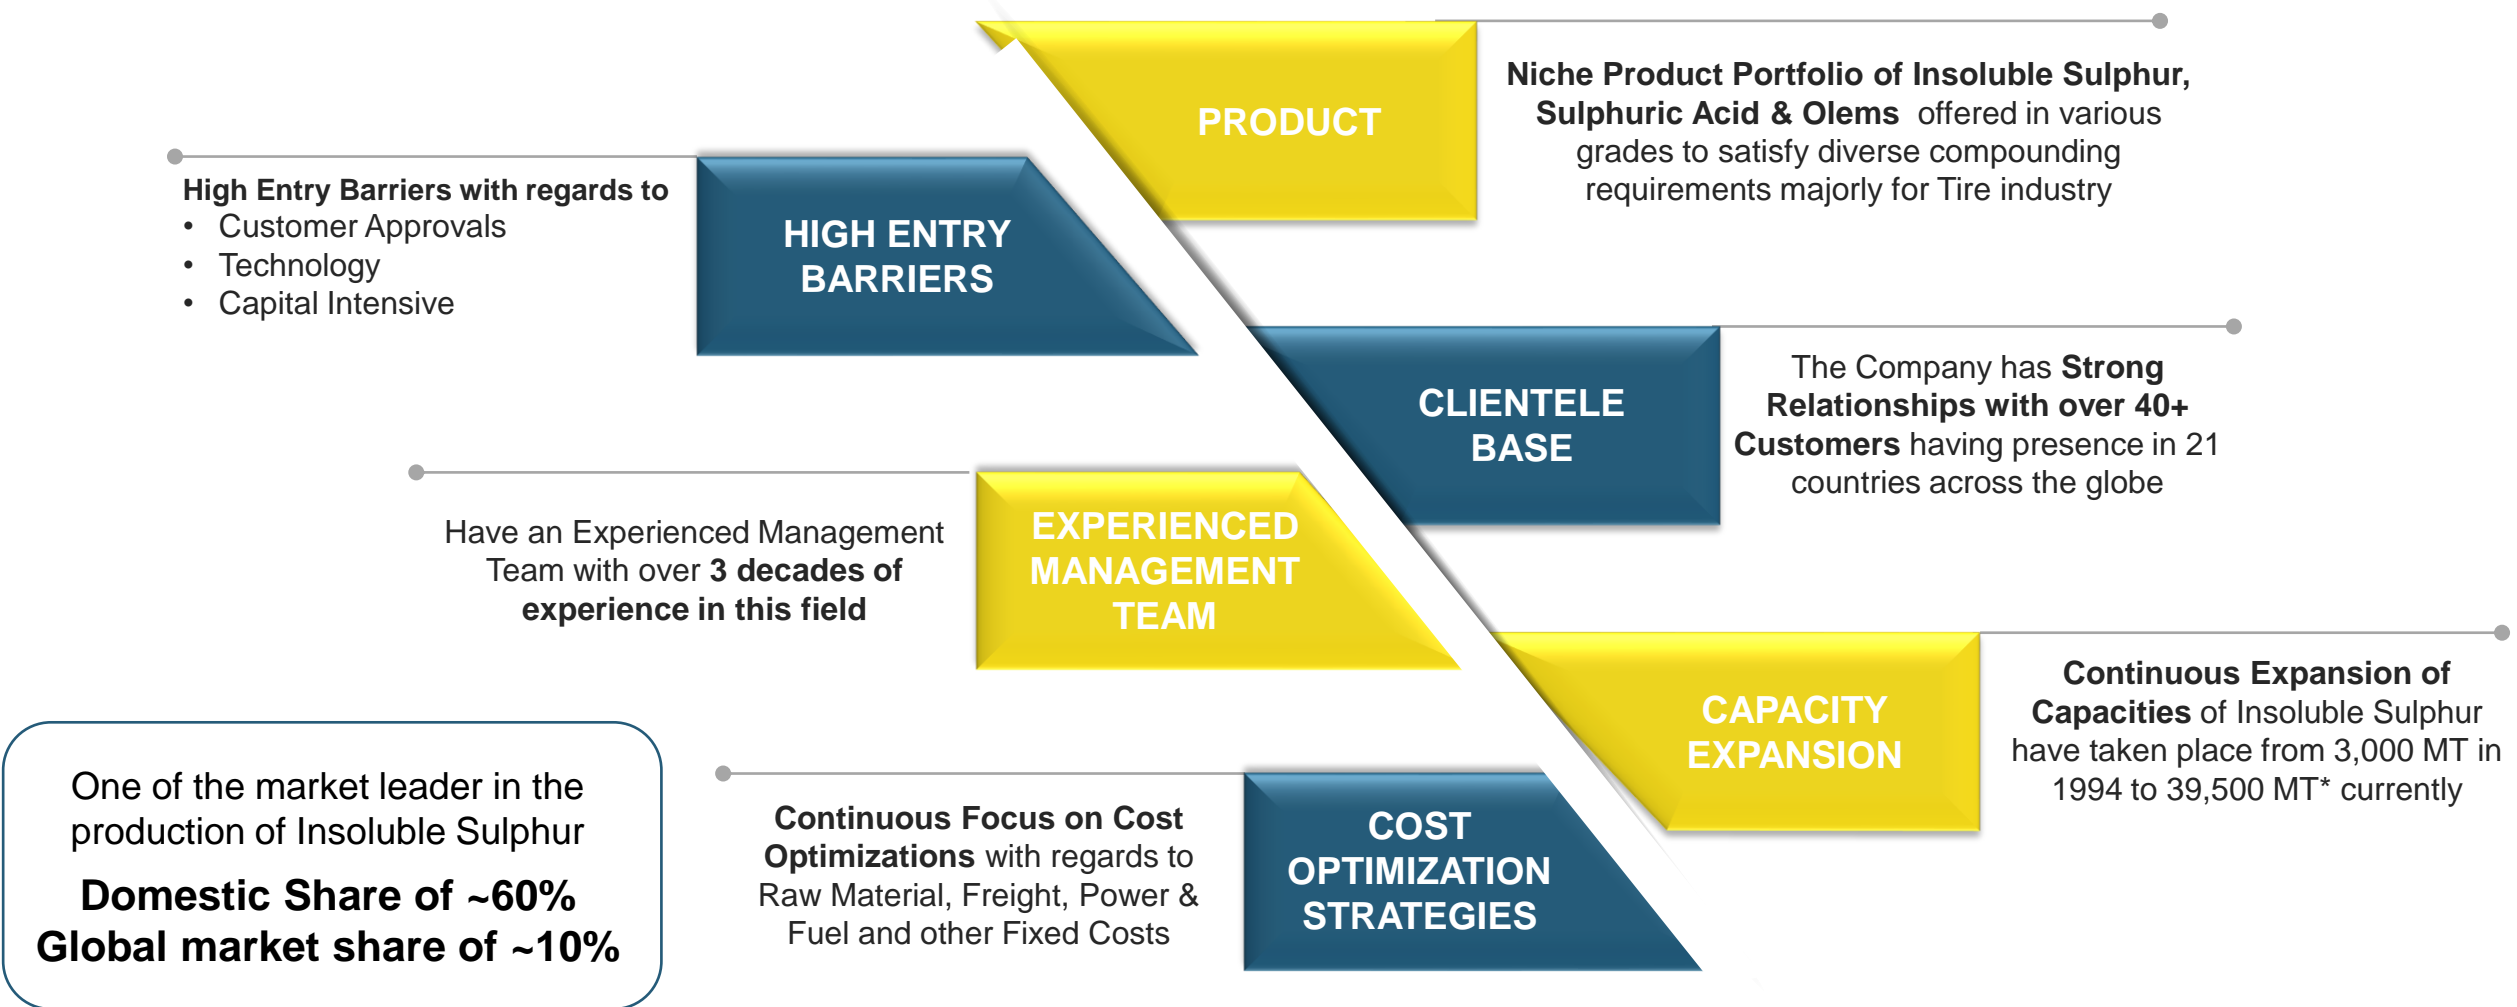 PRODUCT
Niche Product Portfolio of Insoluble Sulphur,
Sulphuric Acid & Olems offered in various
grades to satisfy diverse compounding
requirements majorly for Tire industry
High Entry Barriers with regards to
• Customer Approvals
• Technology
• Capital Intensive
HIGH ENTRY
BARRIERS
CLIENTELE
BASE
The Company has Strong
Relationships with over 40+
Customers having presence in 21
countries across the globe
Have an Experienced Management
Team with over 3 decades of
experience in this field
EXPERIENCED
MANAGEMENT
TEAM
CAPACITY
EXPANSION
Continuous Expansion of
Capacities of Insoluble Sulphur
have taken place from 3,000 MT in
1994 to 39,500 MT* currently
Continuous Focus on Cost
Optimizations with regards to
Raw Material, Freight, Power &
Fuel and other Fixed Costs
COST
OPTIMIZATION
STRATEGIES
One of the market leader in the
production of Insoluble Sulphur
Domestic Share of ~60%
Global market share of ~10%